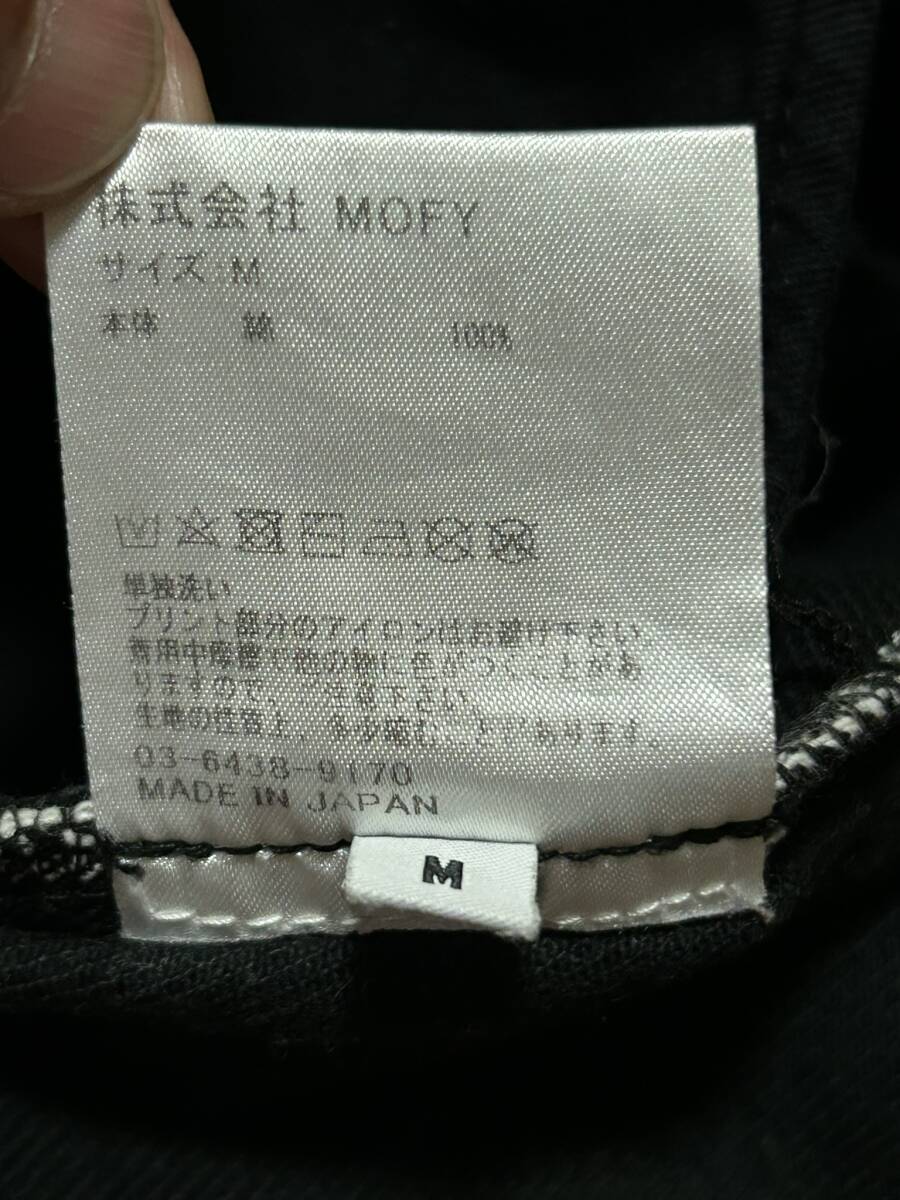 株式会社 MOFY
サイズ:M
本体 綿 100%
単独洗い
プリント部分のアイロンはお避け下さい
着用中摩擦で他の物に色がつくことがあ
りますので、 注意下さい。
生地の性質上、多少縮むことがあります。
03-6438-9170
MADE IN JAPAN
M